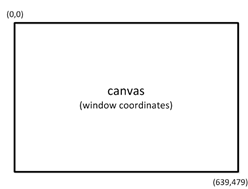 (0,0)
canvas
(window coordinates)
(639,479)